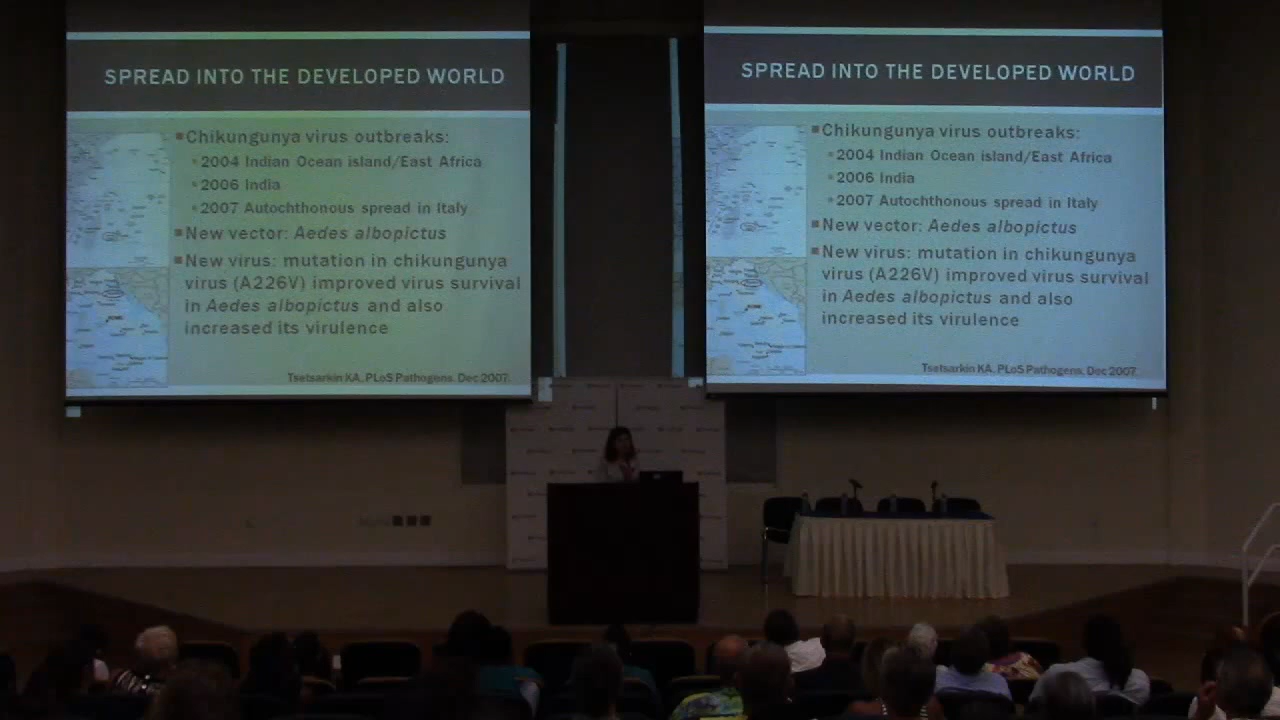 SPREAD INTO THE DEVELOPED WORLD
Chikungunya virus outbreaks:
2004 Indian Ocean island/East Africa
2006 India
2007 Autochthonous spread in Italy
New vector: Aedes albopictus
New virus: mutation in chikungunya
virus (A226V) improved virus survival
in Aedes albopictus and also
increased its virulence
Tsetsarkin KA. PLoS Pathogens. Dec 2007.
SPREAD INTO THE DEVELOPED WORLD
Chikungunya virus outbreaks:
2004 Indian Ocean island/East Africa
2006 India
2007 Autochthonous spread in Italy
New vector: Aedes albopictus
New virus: mutation in chikungunya
virus (A226V) improved virus survival
in Aedes albopictus and also
increased its virulence
Tsetsarkin KA. PLoS Pathogens. Dec 2007.